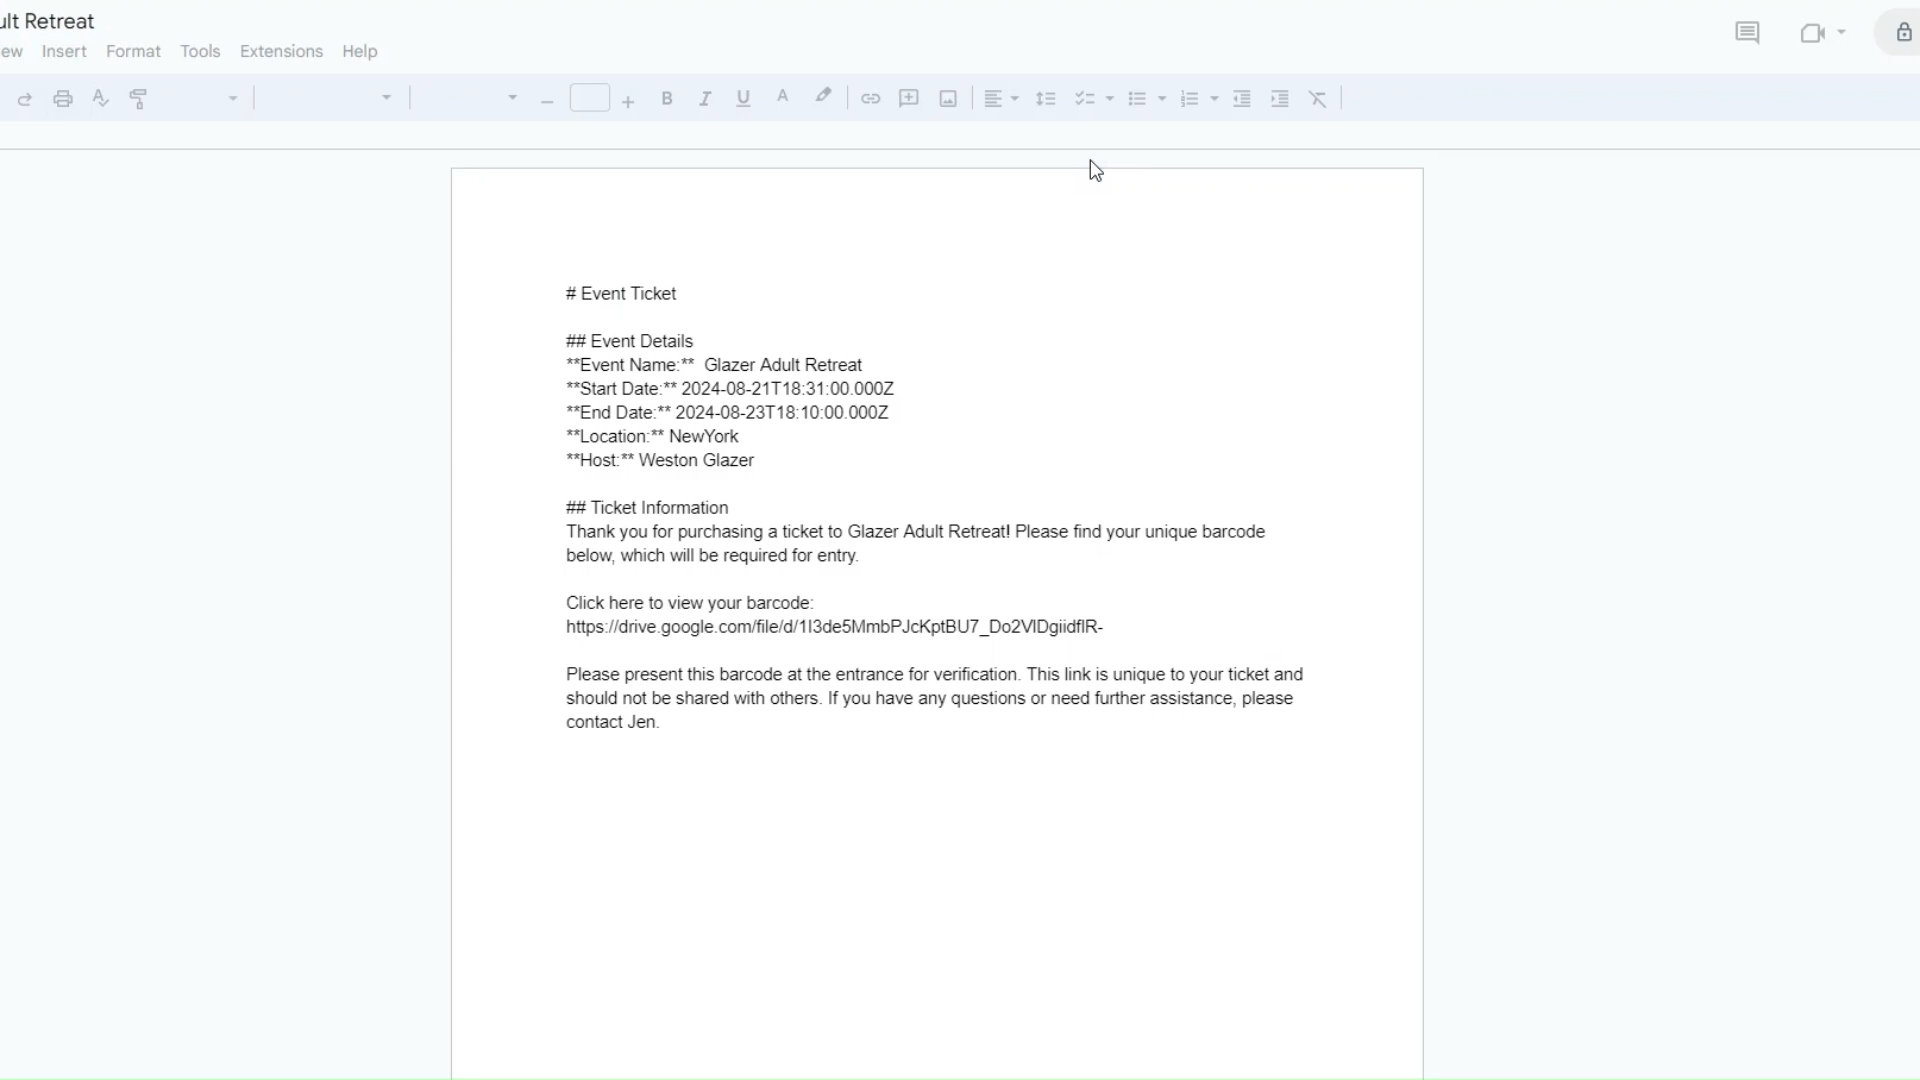 ult Retreat
ew Insert Format Tools Extensions Help
# Event Ticket
## Event Details
**Event Name:** Glazer Adult Retreat
**Start Date:** 2024-08-21T18:31:00.000Z
**End Date:** 2024-08-23T18:10:00.000Z
**Location:** NewYork
**Host:** Weston Glazer
## Ticket Information
Thank you for purchasing a ticket to Glazer Adult Retreat! Please find your unique barcode
below, which will be required for entry.
Click here to view your barcode:
https://drive.google.com/file/d/1I3de5MmbPJcKptBU7_Do2VlDgiidflR-
Please present this barcode at the entrance for verification. This link is unique to your ticket and
should not be shared with others. If you have any questions or need further assistance, please
contact Jen.